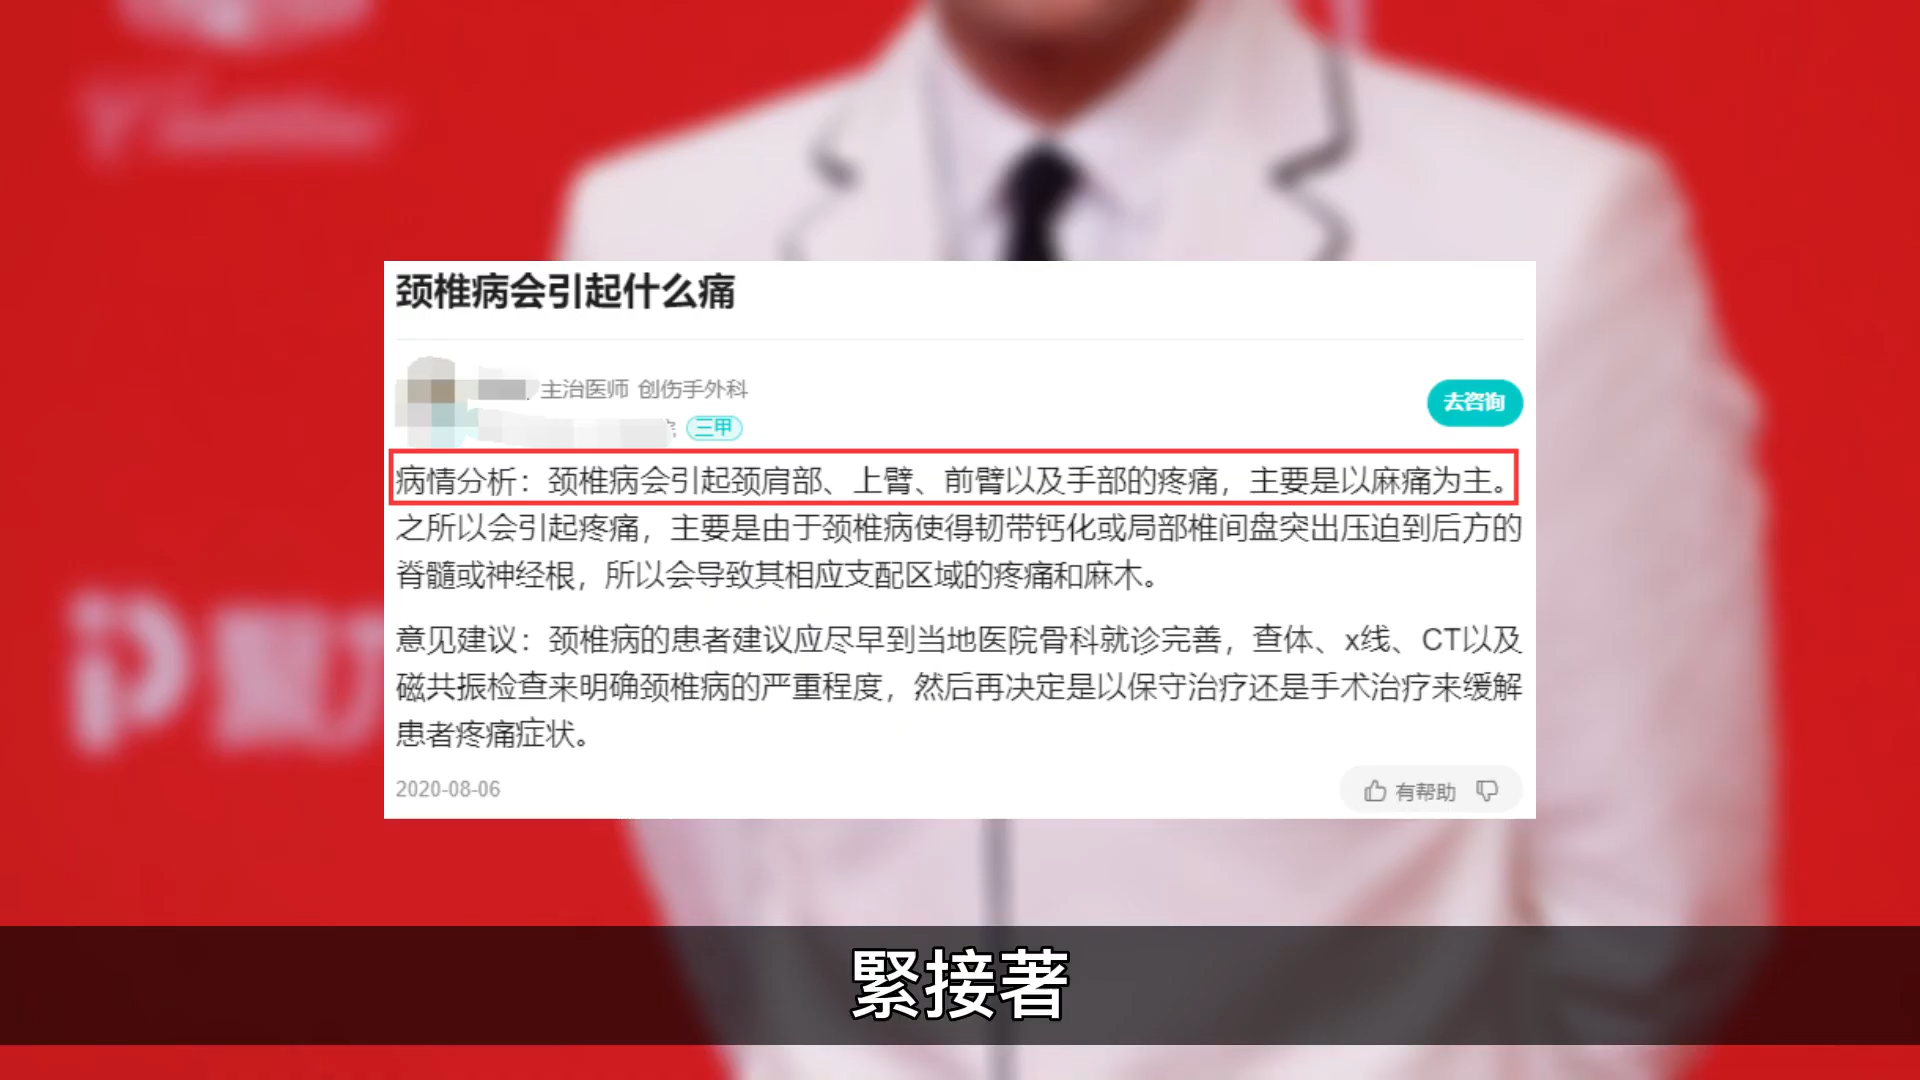 颈椎病会引起什么痛
主治医师 创伤手外科
三甲
去咨询
病情分析：颈椎病会引起颈肩部、上臂、前臂以及手部的疼痛，主要是以麻痛为主。
之所以会引起疼痛，主要是由于颈椎病使得韧带钙化或局部椎间盘突出压迫到后方的
脊髓或神经根，所以会导致其相应支配区域的疼痛和麻木。
意见建议：颈椎病的患者建议应尽早到当地医院骨科就诊完善，查体、x线、CT以及
磁共振检查来明确颈椎病的严重程度，然后再决定是以保守治疗还是手术治疗来缓解
患者疼痛症状。
2020-08-06
有帮助
緊接著